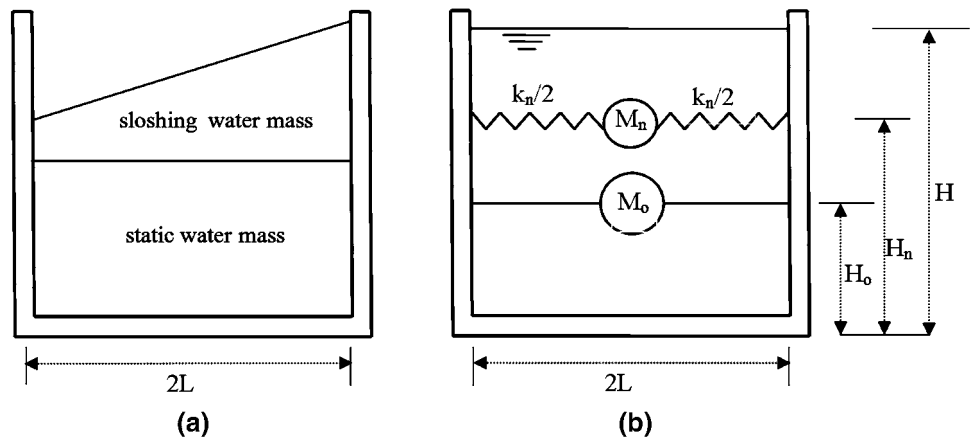 sloshing water mass
static water mass
2L
(a)
kₙ/2 kₙ/2
Mₙ
Mₒ
2L
(b)
H
Hₙ
Hₒ